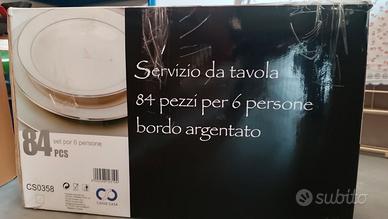 Servizio da tavola
84 pezzi per 6 persone
bordo argentato
84 set per 6 persone
PCS
CS0358
subito